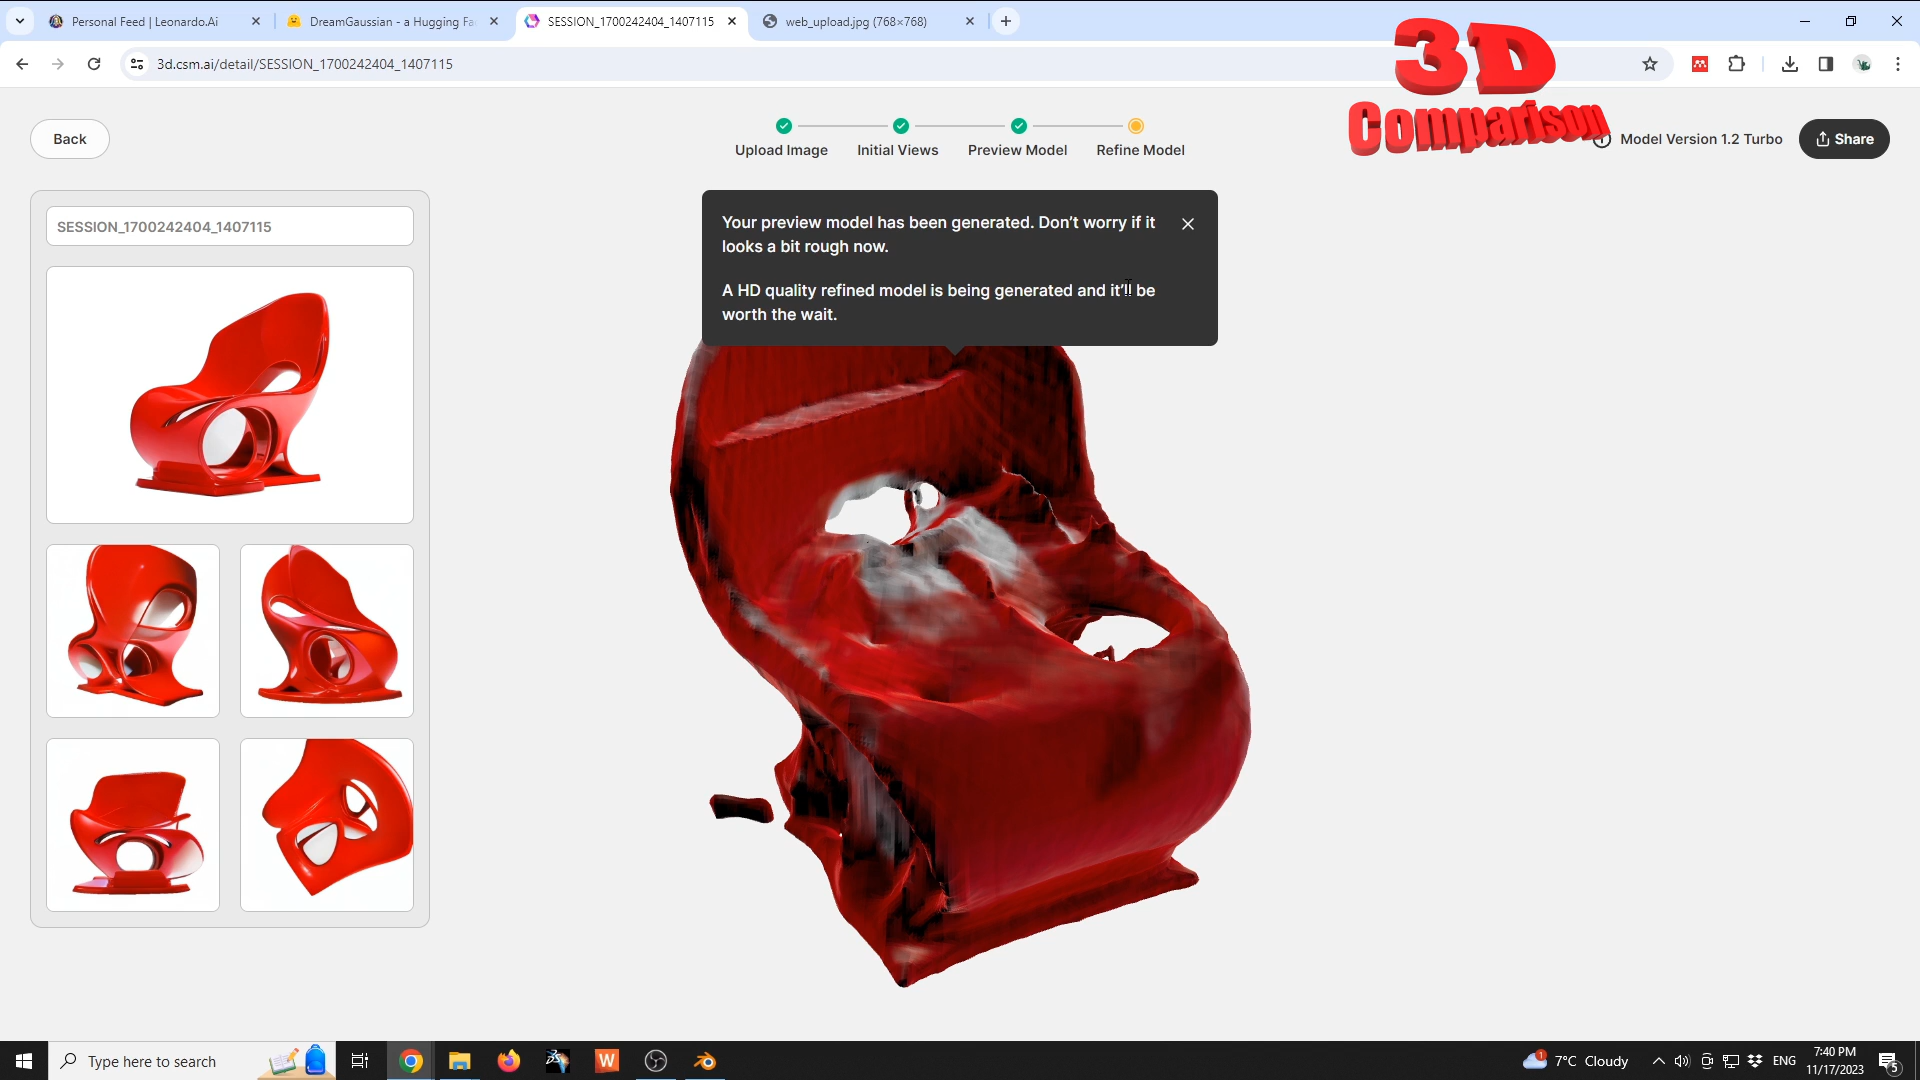 Personal Feed | Leonardo.Ai
DreamGaussian - a Hugging Fa
SESSION_1700242404_1407115
web_upload.jpg (768×768)
3d.csm.ai/detail/SESSION_1700242404_1407115
3D
Comparison
Back
Upload Image
Initial Views
Preview Model
Refine Model
Model Version 1.2 Turbo
Share
SESSION_1700242404_1407115
Your preview model has been generated. Don’t worry if it
looks a bit rough now.
A HD quality refined model is being generated and it’ll be
worth the wait.
Type here to search
W
1
7°C Cloudy
ENG
7:40 PM
11/17/2023
5